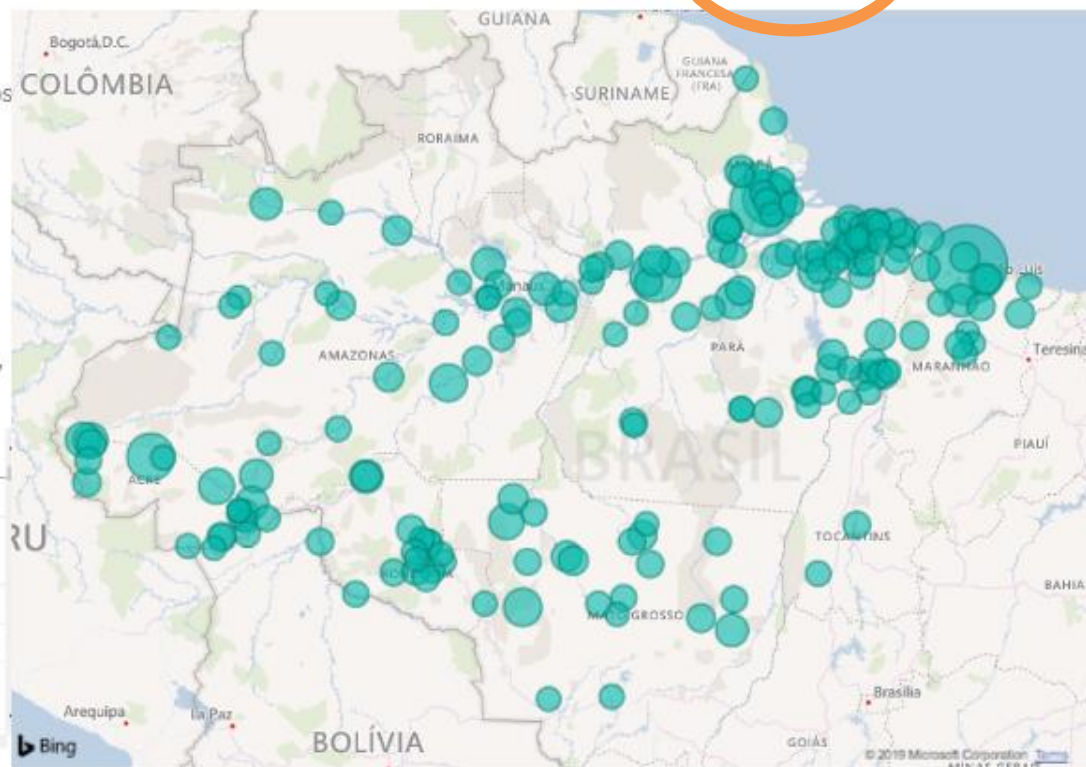 GUIANA
Bogotá,D.C.
COLÔMBIA
GUIANA
FRANCESA
(FRA)
SURINAME
RORAIMA
AMAZONAS
PARÁ
MARANHÃO
Teresina
BRASIL
PIAUÍ
ACRE
RU
TOCANTINS
BAHIA
MATO GROSSO
Brasília
Arequipa
La Paz
Bing
BOLÍVIA
GOIÁS
© 2019 Microsoft Corporation Terms